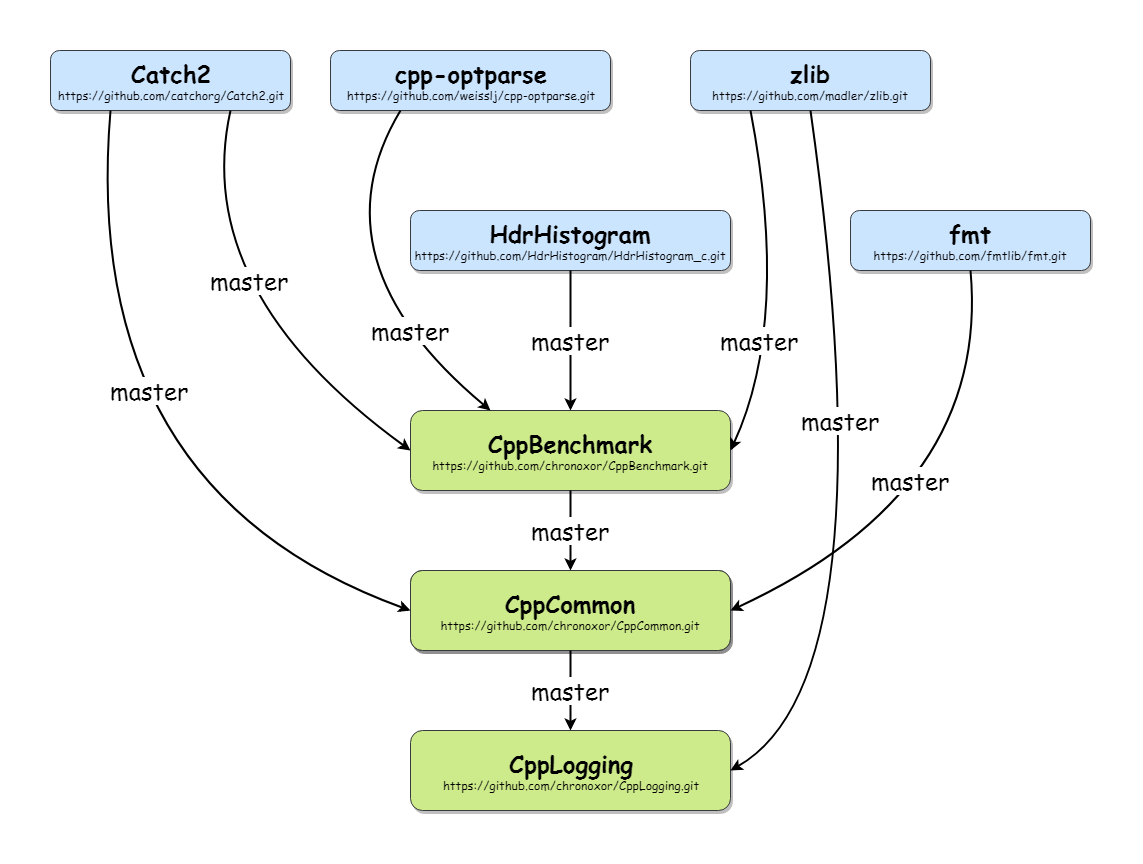 Catch2
https://github.com/catchorg/Catch2.git
cpp-optparse
https://github.com/weisslj/cpp-optparse.git
zlib
https://github.com/madler/zlib.git
HdrHistogram
https://github.com/HdrHistogram/HdrHistogram_c.git
fmt
https://github.com/fmtlib/fmt.git
master
master
master
master
master
master
CppBenchmark
https://github.com/chronoxor/CppBenchmark.git
master
master
CppCommon
https://github.com/chronoxor/CppCommon.git
master
CppLogging
https://github.com/chronoxor/CppLogging.git